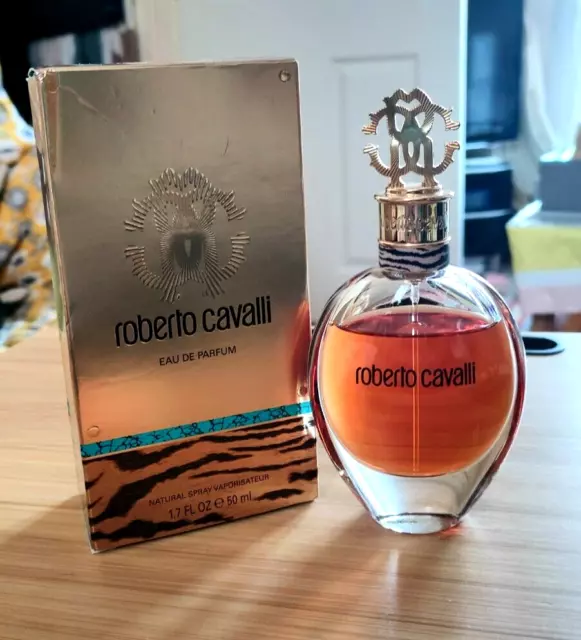 roberto cavalli
EAU DE PARFUM
NATURAL SPRAY VAPORISATEUR
1.7 FL OZ ℮ 50 ml
roberto cavalli